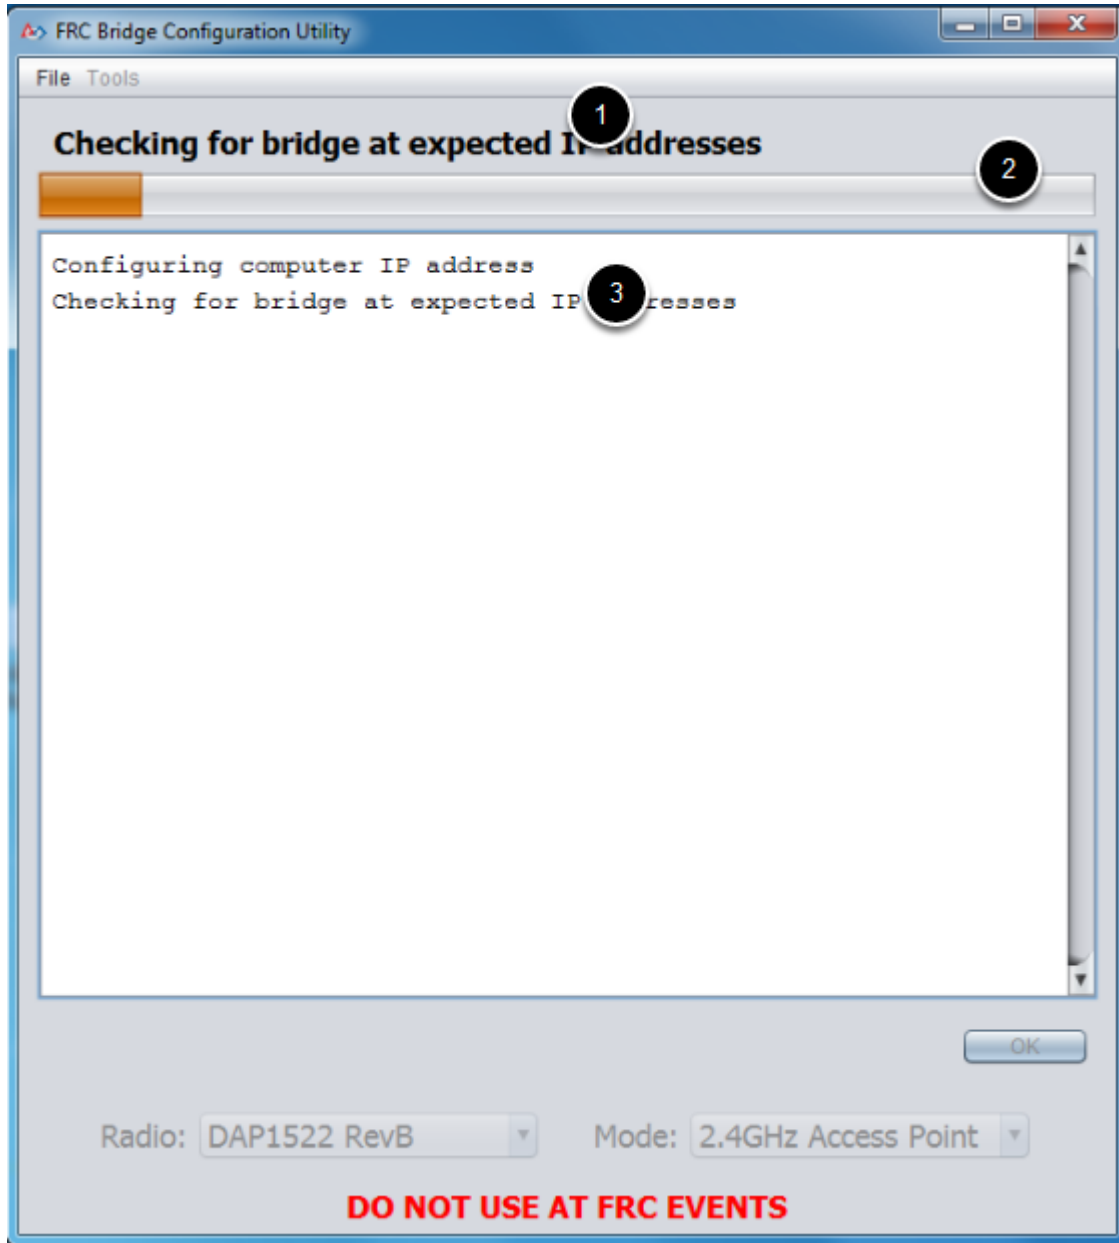 FRC Bridge Configuration Utility
File Tools
1
Checking for bridge at expected IP addresses
2
Configuring computer IP address
Checking for bridge at expected IP addresses
3
OK
Radio: DAP1522 RevB Mode: 2.4GHz Access Point
DO NOT USE AT FRC EVENTS